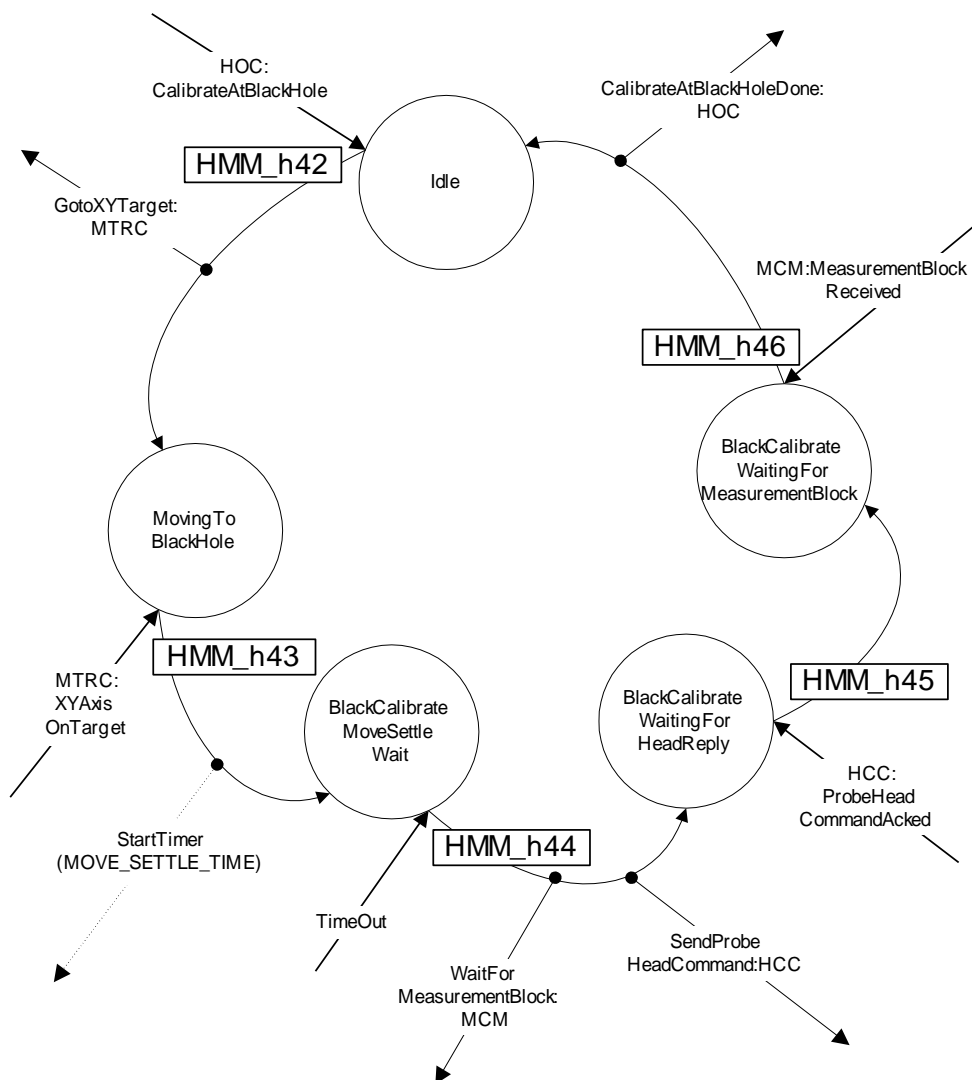 HOC:
CalibrateAtBlackHole
CalibrateAtBlackHoleDone:
HOC
HMM_h42
Idle
GotoXYTarget:
MTRC
MCM:MeasurementBlock
Received
HMM_h46
BlackCalibrate
WaitingFor
MeasurementBlock
MovingTo
BlackHole
HMM_h43
MTRC:
XYAxis
OnTarget
BlackCalibrate
MoveSettle
Wait
BlackCalibrate
WaitingFor
HeadReply
HMM_h45
HCC:
ProbeHead
CommandAcked
StartTimer
(MOVE_SETTLE_TIME)
HMM_h44
TimeOut
SendProbe
HeadCommand:HCC
WaitFor
MeasurementBlock:
MCM